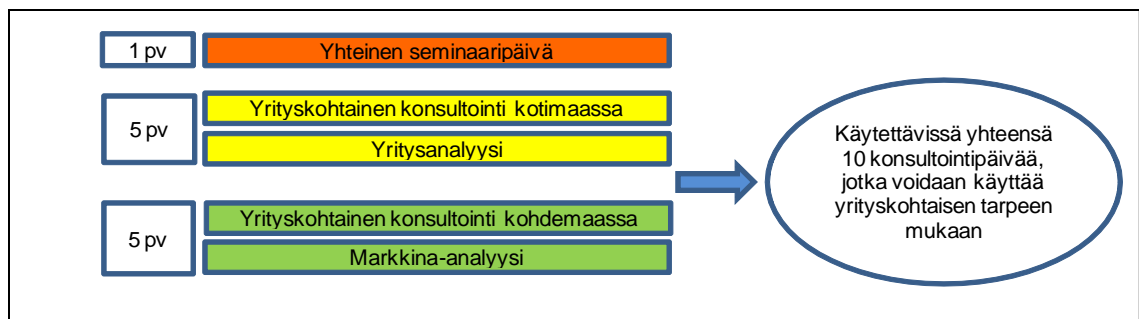 1 pv
Yhteinen seminaaripäivä
5 pv
Yrityskohtainen konsultointi kotimaassa
Yritysanalyysi
5 pv
Yrityskohtainen konsultointi kohdemaassa
Markkina-analyysi
Käytettävissä yhteensä
10 konsultointipäivää,
jotka voidaan käyttää
yrityskohtaisen tarpeen
mukaan